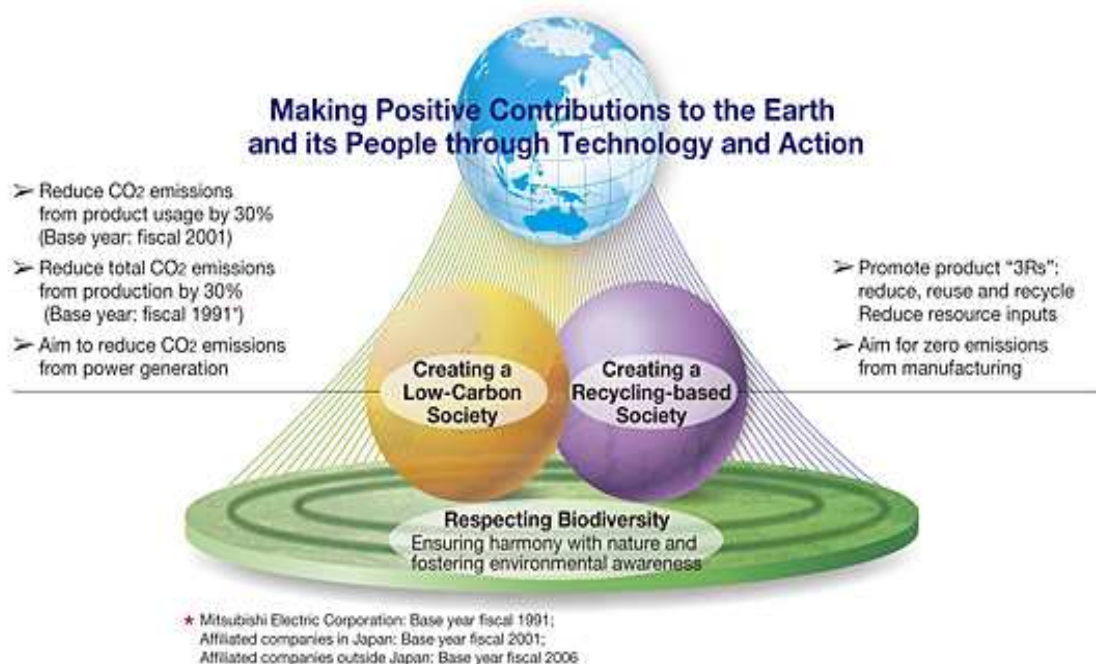 Making Positive Contributions to the Earth
and its People through Technology and Action
➢ Reduce CO2 emissions
from product usage by 30%
(Base year: fiscal 2001)
➢ Reduce total CO2 emissions
from production by 30%
(Base year: fiscal 1991*)
➢ Aim to reduce CO2 emissions
from power generation
➢ Promote product “3Rs”:
reduce, reuse and recycle
Reduce resource inputs
➢ Aim for zero emissions
from manufacturing
Creating a
Low-Carbon
Society
Creating a
Recycling-based
Society
Respecting Biodiversity
Ensuring harmony with nature and
fostering environmental awareness
★ Mitsubishi Electric Corporation: Base year fiscal 1991;
Affiliated companies in Japan: Base year fiscal 2001;
Affiliated companies outside Japan: Base year fiscal 2006